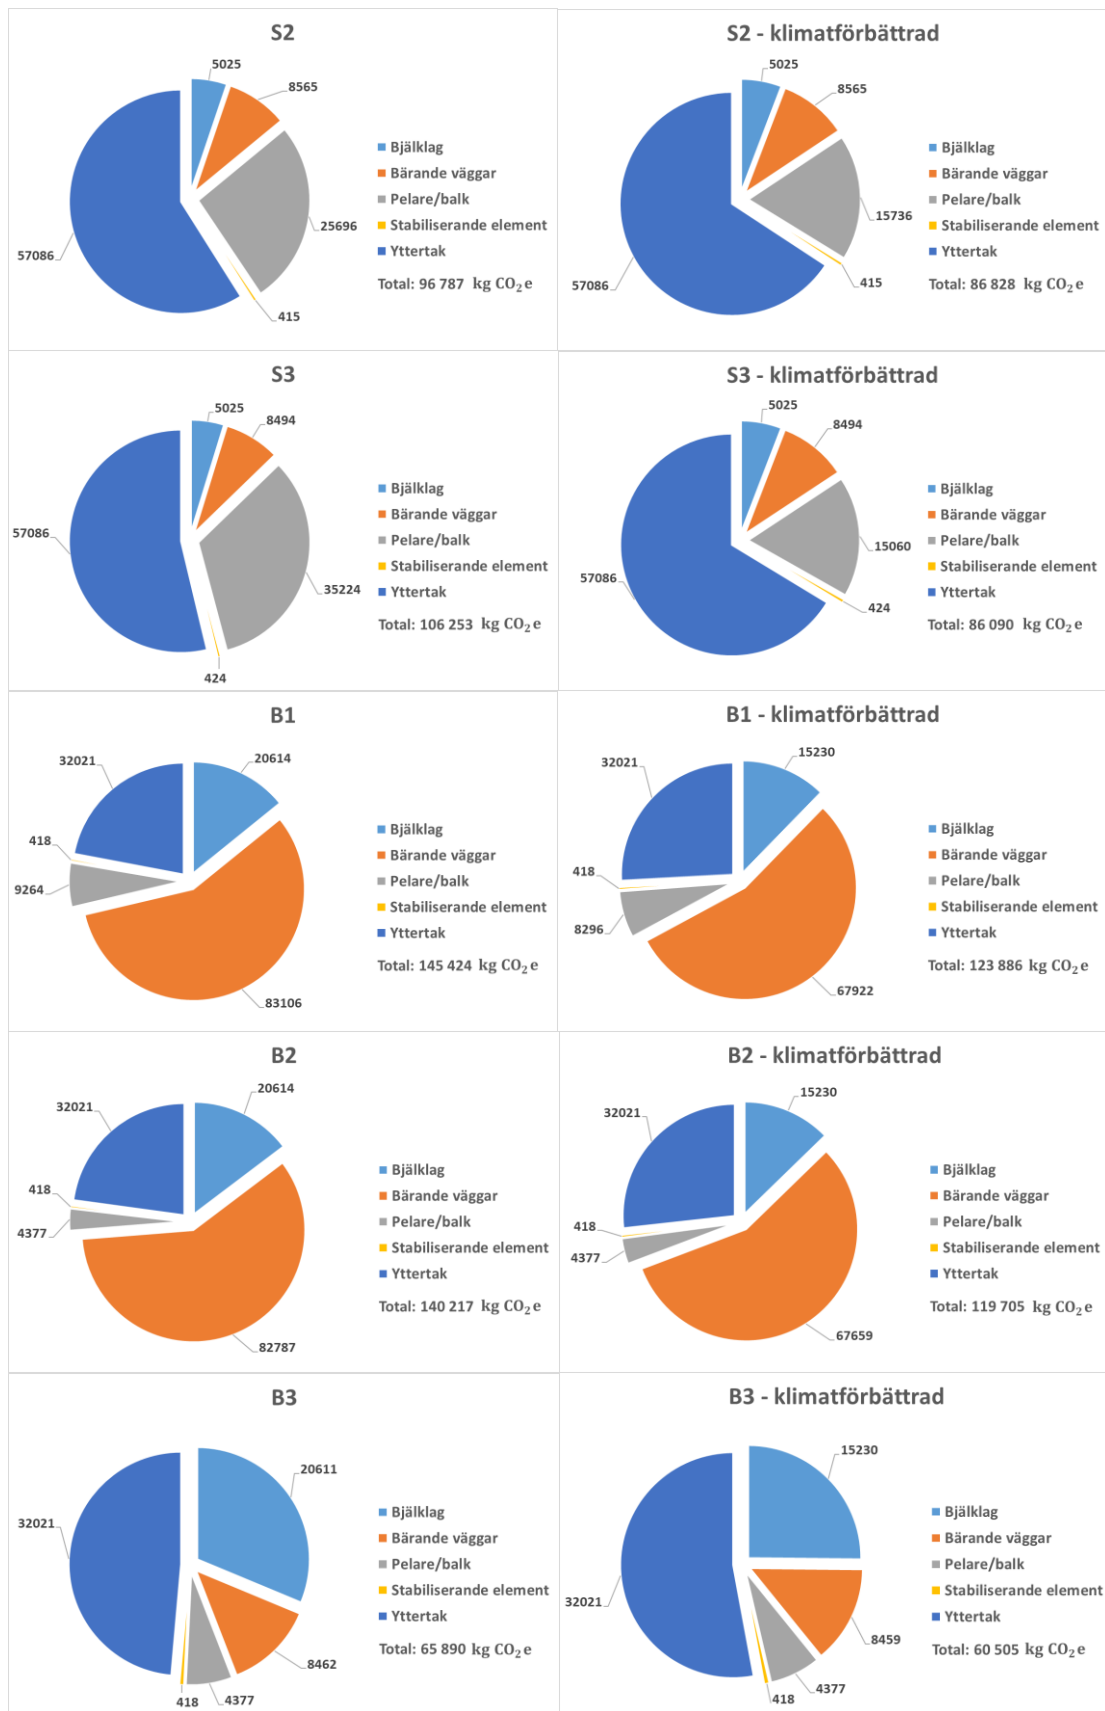 S2
5025
8565
25696
415
57086
Bjälklag
Bärande väggar
Pelare/balk
Stabiliserande element
Yttertak
Total: 96 787 kg CO₂e
S2 - klimatförbättrad
5025
8565
15736
415
57086
Bjälklag
Bärande väggar
Pelare/balk
Stabiliserande element
Yttertak
Total: 86 828 kg CO₂e
S3
5025
8494
35224
424
57086
Bjälklag
Bärande väggar
Pelare/balk
Stabiliserande element
Yttertak
Total: 106 253 kg CO₂e
S3 - klimatförbättrad
5025
8494
15060
424
57086
Bjälklag
Bärande väggar
Pelare/balk
Stabiliserande element
Yttertak
Total: 86 090 kg CO₂e
B1
20614
83106
9264
418
32021
Bjälklag
Bärande väggar
Pelare/balk
Stabiliserande element
Yttertak
Total: 145 424 kg CO₂e
B1 - klimatförbättrad
15230
67922
8296
418
32021
Bjälklag
Bärande väggar
Pelare/balk
Stabiliserande element
Yttertak
Total: 123 886 kg CO₂e
B2
20614
82787
4377
418
32021
Bjälklag
Bärande väggar
Pelare/balk
Stabiliserande element
Yttertak
Total: 140 217 kg CO₂e
B2 - klimatförbättrad
15230
67659
4377
418
32021
Bjälklag
Bärande väggar
Pelare/balk
Stabiliserande element
Yttertak
Total: 119 705 kg CO₂e
B3
20611
8462
4377
418
32021
Bjälklag
Bärande väggar
Pelare/balk
Stabiliserande element
Yttertak
Total: 65 890 kg CO₂e
B3 - klimatförbättrad
15230
8459
4377
418
32021
Bjälklag
Bärande väggar
Pelare/balk
Stabiliserande element
Yttertak
Total: 60 505 kg CO₂e